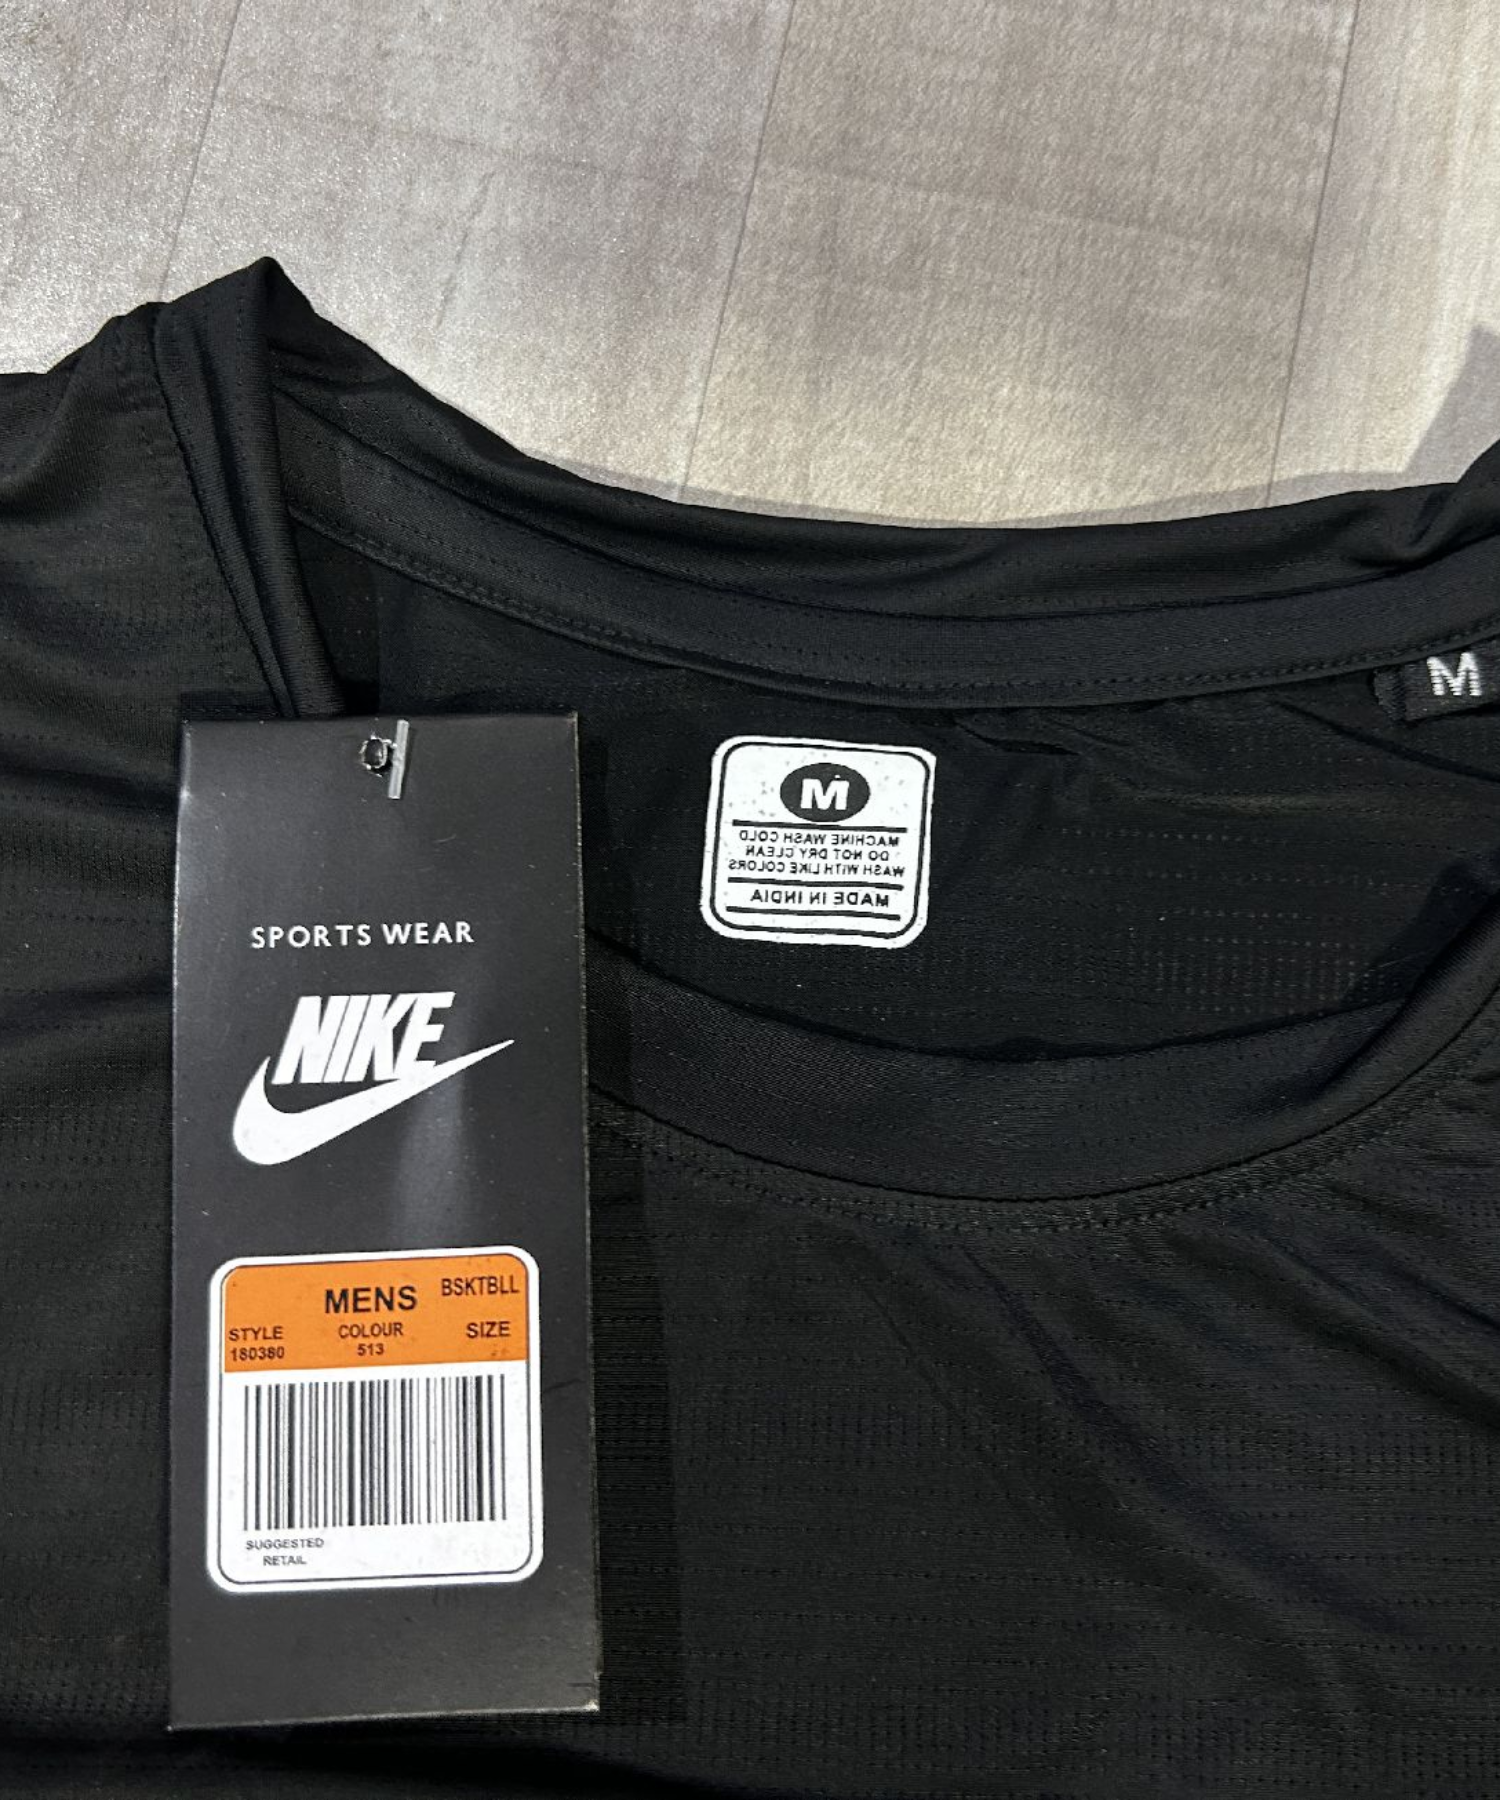 M
M
MACHINE WASH COLD
DO NOT DRY CLEAN
WASH WITH LIKE COLORS
MADE IN INDIA
SPORTS WEAR
NIKE
MENS BSKTBLL
STYLE COLOUR SIZE
180380 513
SUGGESTED
RETAIL